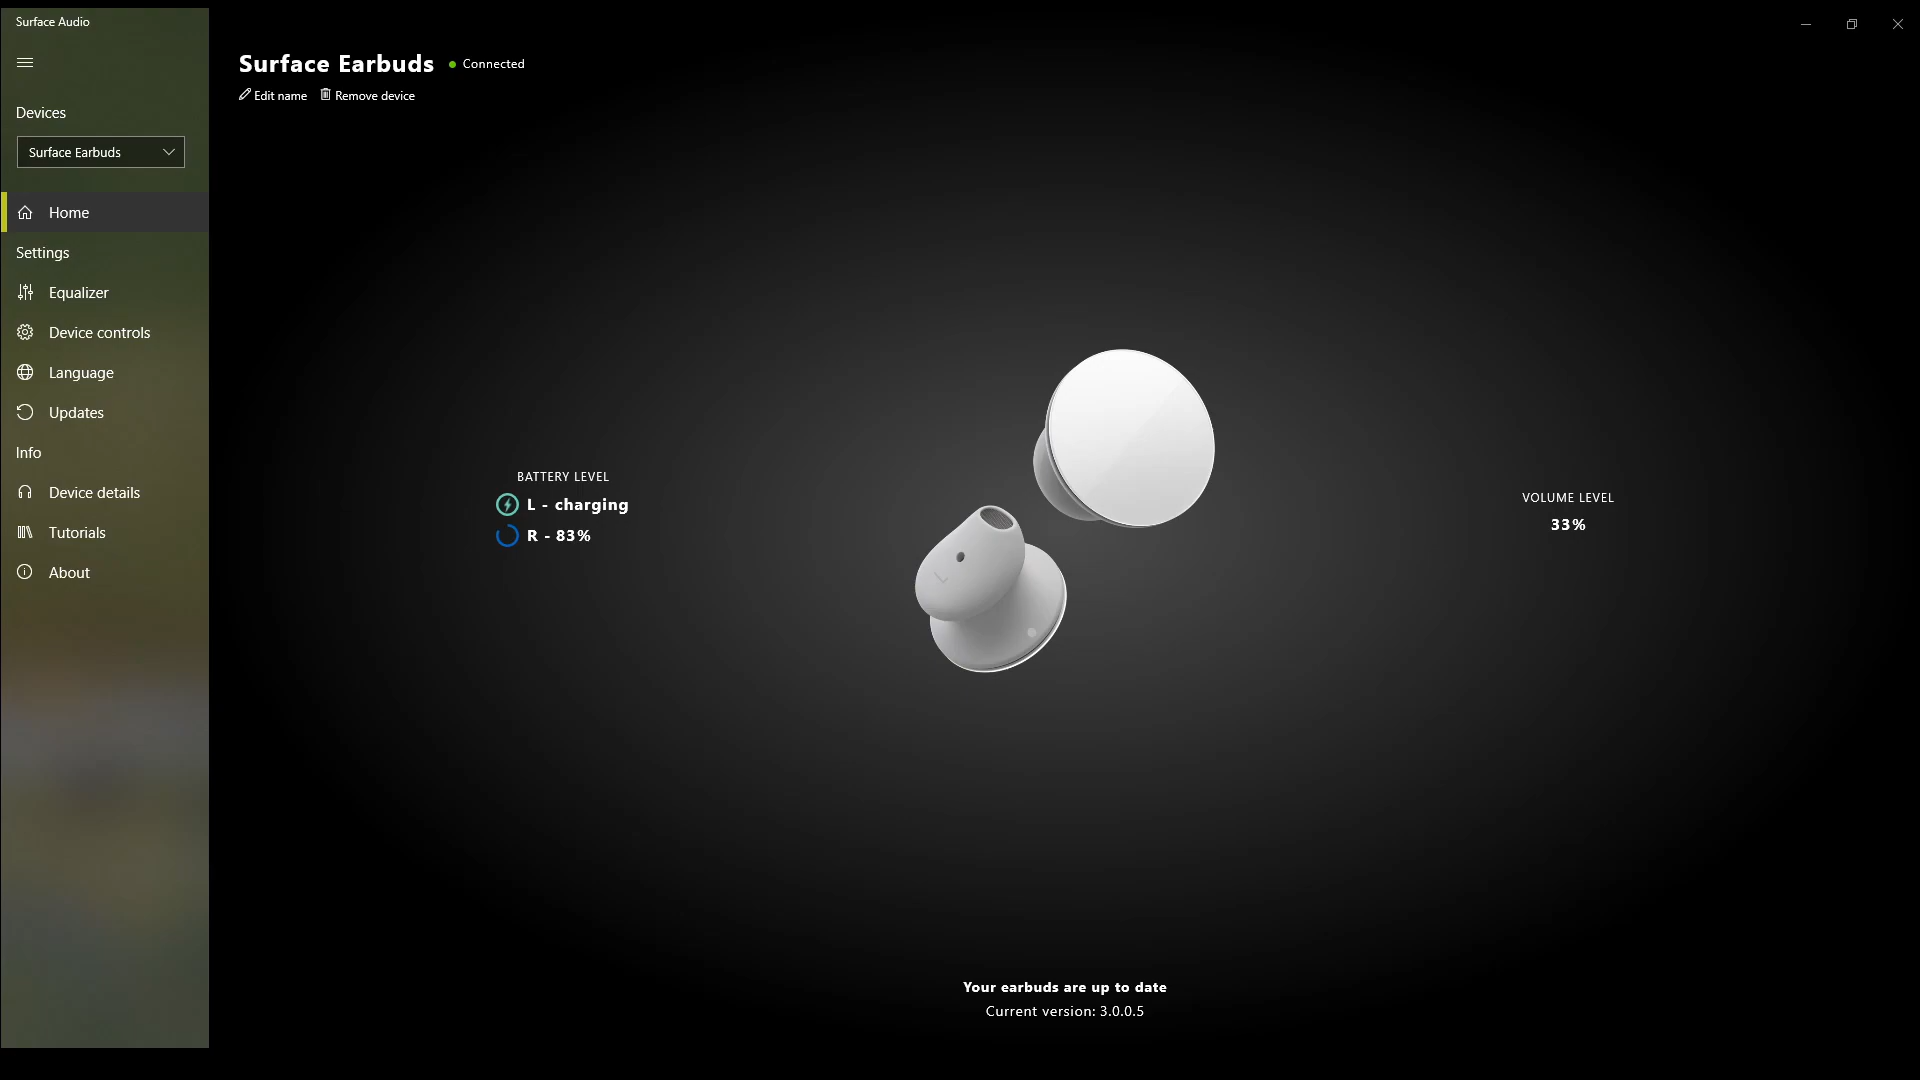 Surface Audio
Devices
Surface Earbuds
Home
Settings
Equalizer
Device controls
Language
Updates
Info
Device details
Tutorials
About
Surface Earbuds Connected
Edit name Remove device
BATTERY LEVEL
L - charging
R - 83%
VOLUME LEVEL
33%
Your earbuds are up to date
Current version: 3.0.0.5